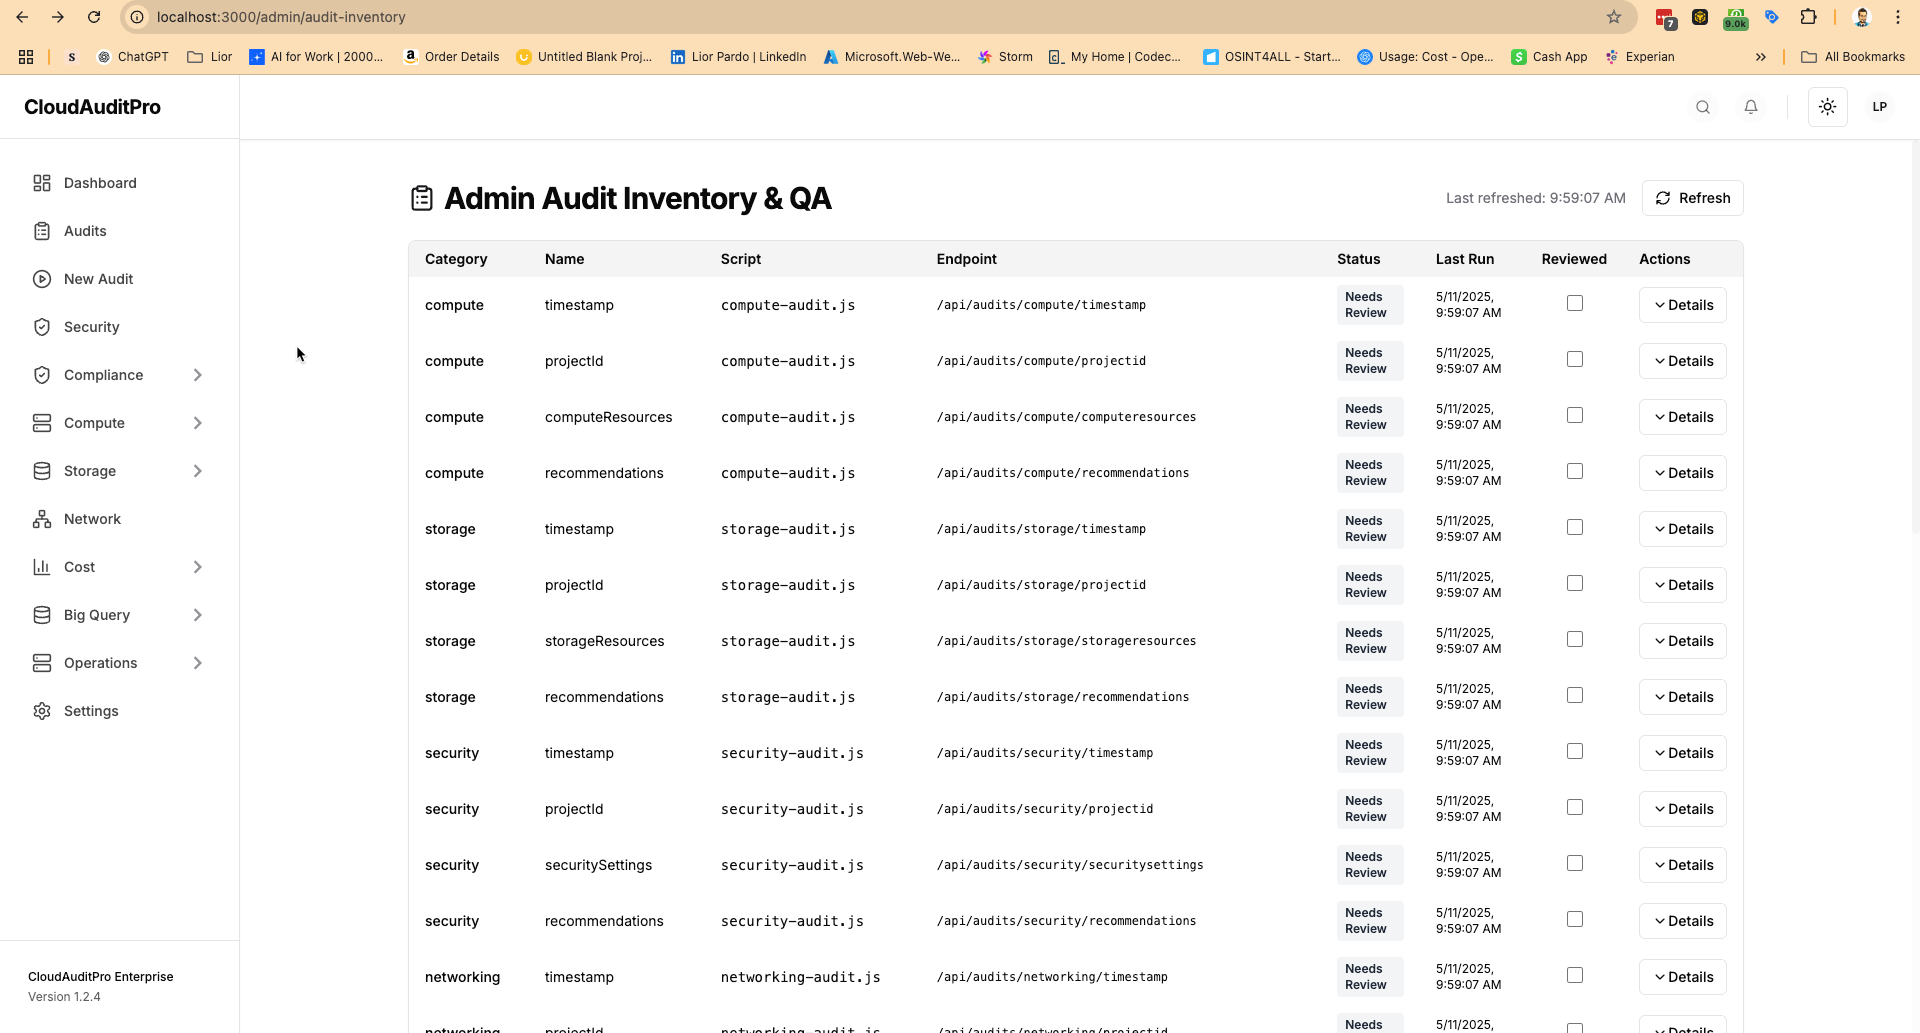 localhost:3000/admin/audit-inventory
7
9.0k
S
ChatGPT
Lior
AI for Work | 2000...
Order Details
Untitled Blank Proj...
Lior Pardo | LinkedIn
Microsoft.Web-We...
Storm
My Home | Codec...
OSINT4ALL - Start...
Usage: Cost - Ope...
Cash App
Experian
All Bookmarks
CloudAuditPro
LP
Dashboard
Audits
New Audit
Security
Compliance
Compute
Storage
Network
Cost
Big Query
Operations
Settings
CloudAuditPro Enterprise
Version 1.2.4
Admin Audit Inventory & QA
Last refreshed: 9:59:07 AM
Refresh
Category Name Script Endpoint Status Last Run Reviewed Actions
compute timestamp compute-audit.js /api/audits/compute/timestamp Needs Review 5/11/2025, 9:59:07 AM Details
compute projectId compute-audit.js /api/audits/compute/projectid Needs Review 5/11/2025, 9:59:07 AM Details
compute computeResources compute-audit.js /api/audits/compute/computeresources Needs Review 5/11/2025, 9:59:07 AM Details
compute recommendations compute-audit.js /api/audits/compute/recommendations Needs Review 5/11/2025, 9:59:07 AM Details
storage timestamp storage-audit.js /api/audits/storage/timestamp Needs Review 5/11/2025, 9:59:07 AM Details
storage projectId storage-audit.js /api/audits/storage/projectid Needs Review 5/11/2025, 9:59:07 AM Details
storage storageResources storage-audit.js /api/audits/storage/storageresources Needs Review 5/11/2025, 9:59:07 AM Details
storage recommendations storage-audit.js /api/audits/storage/recommendations Needs Review 5/11/2025, 9:59:07 AM Details
security timestamp security-audit.js /api/audits/security/timestamp Needs Review 5/11/2025, 9:59:07 AM Details
security projectId security-audit.js /api/audits/security/projectid Needs Review 5/11/2025, 9:59:07 AM Details
security securitySettings security-audit.js /api/audits/security/securitysettings Needs Review 5/11/2025, 9:59:07 AM Details
security recommendations security-audit.js /api/audits/security/recommendations Needs Review 5/11/2025, 9:59:07 AM Details
networking timestamp networking-audit.js /api/audits/networking/timestamp Needs Review 5/11/2025, 9:59:07 AM Details
networking projectId networking-audit.js /api/audits/networking/projectid Needs 5/11/2025, Details